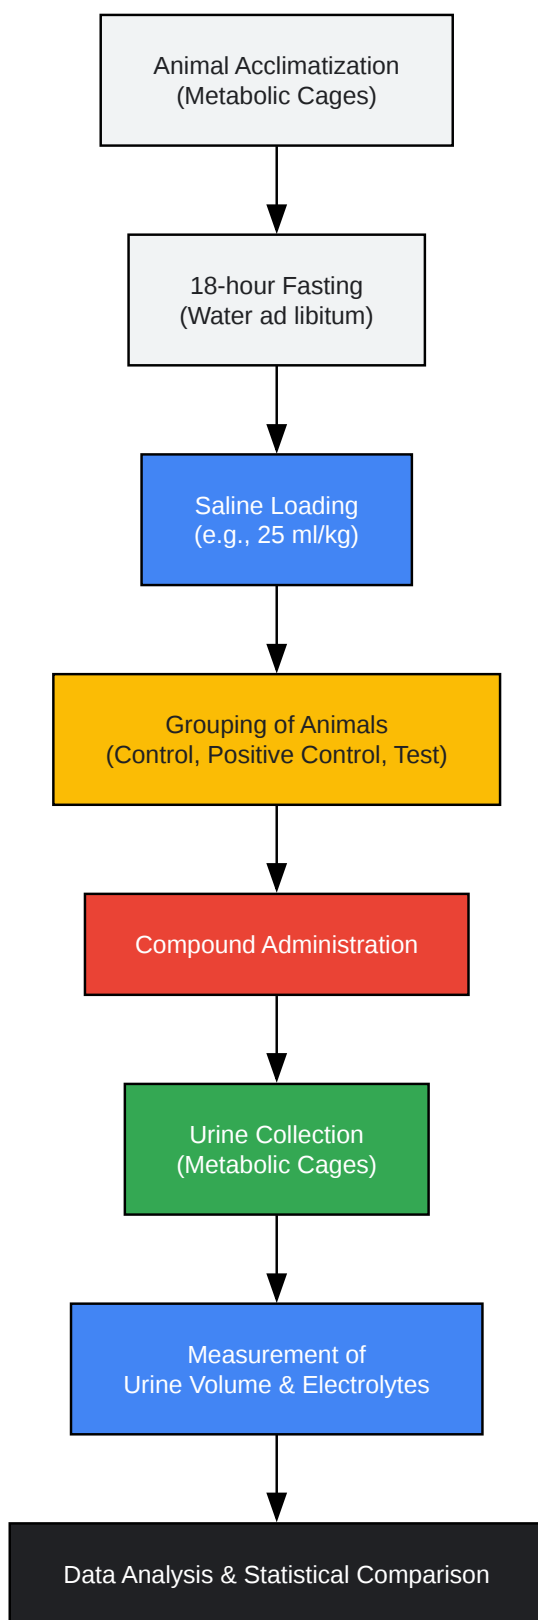 Animal Acclimatization
(Metabolic Cages)
18-hour Fasting
(Water ad libitum)
Saline Loading
(e.g., 25 ml/kg)
Grouping of Animals
(Control, Positive Control, Test)
Compound Administration
Urine Collection
(Metabolic Cages)
Measurement of
Urine Volume & Electrolytes
Data Analysis & Statistical Comparison